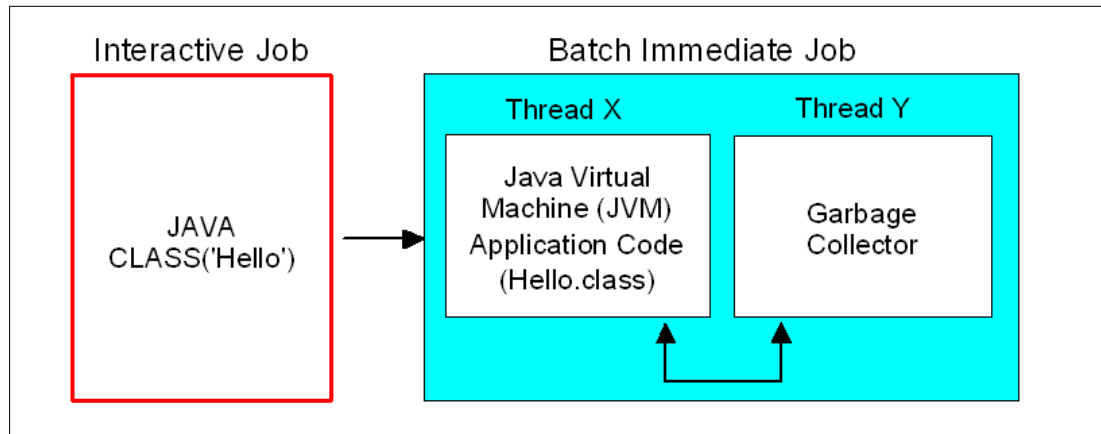 Interactive Job
Batch Immediate Job
JAVA
CLASS('Hello')
Thread X
Java Virtual
Machine (JVM)
Application Code
(Hello.class)
Thread Y
Garbage
Collector